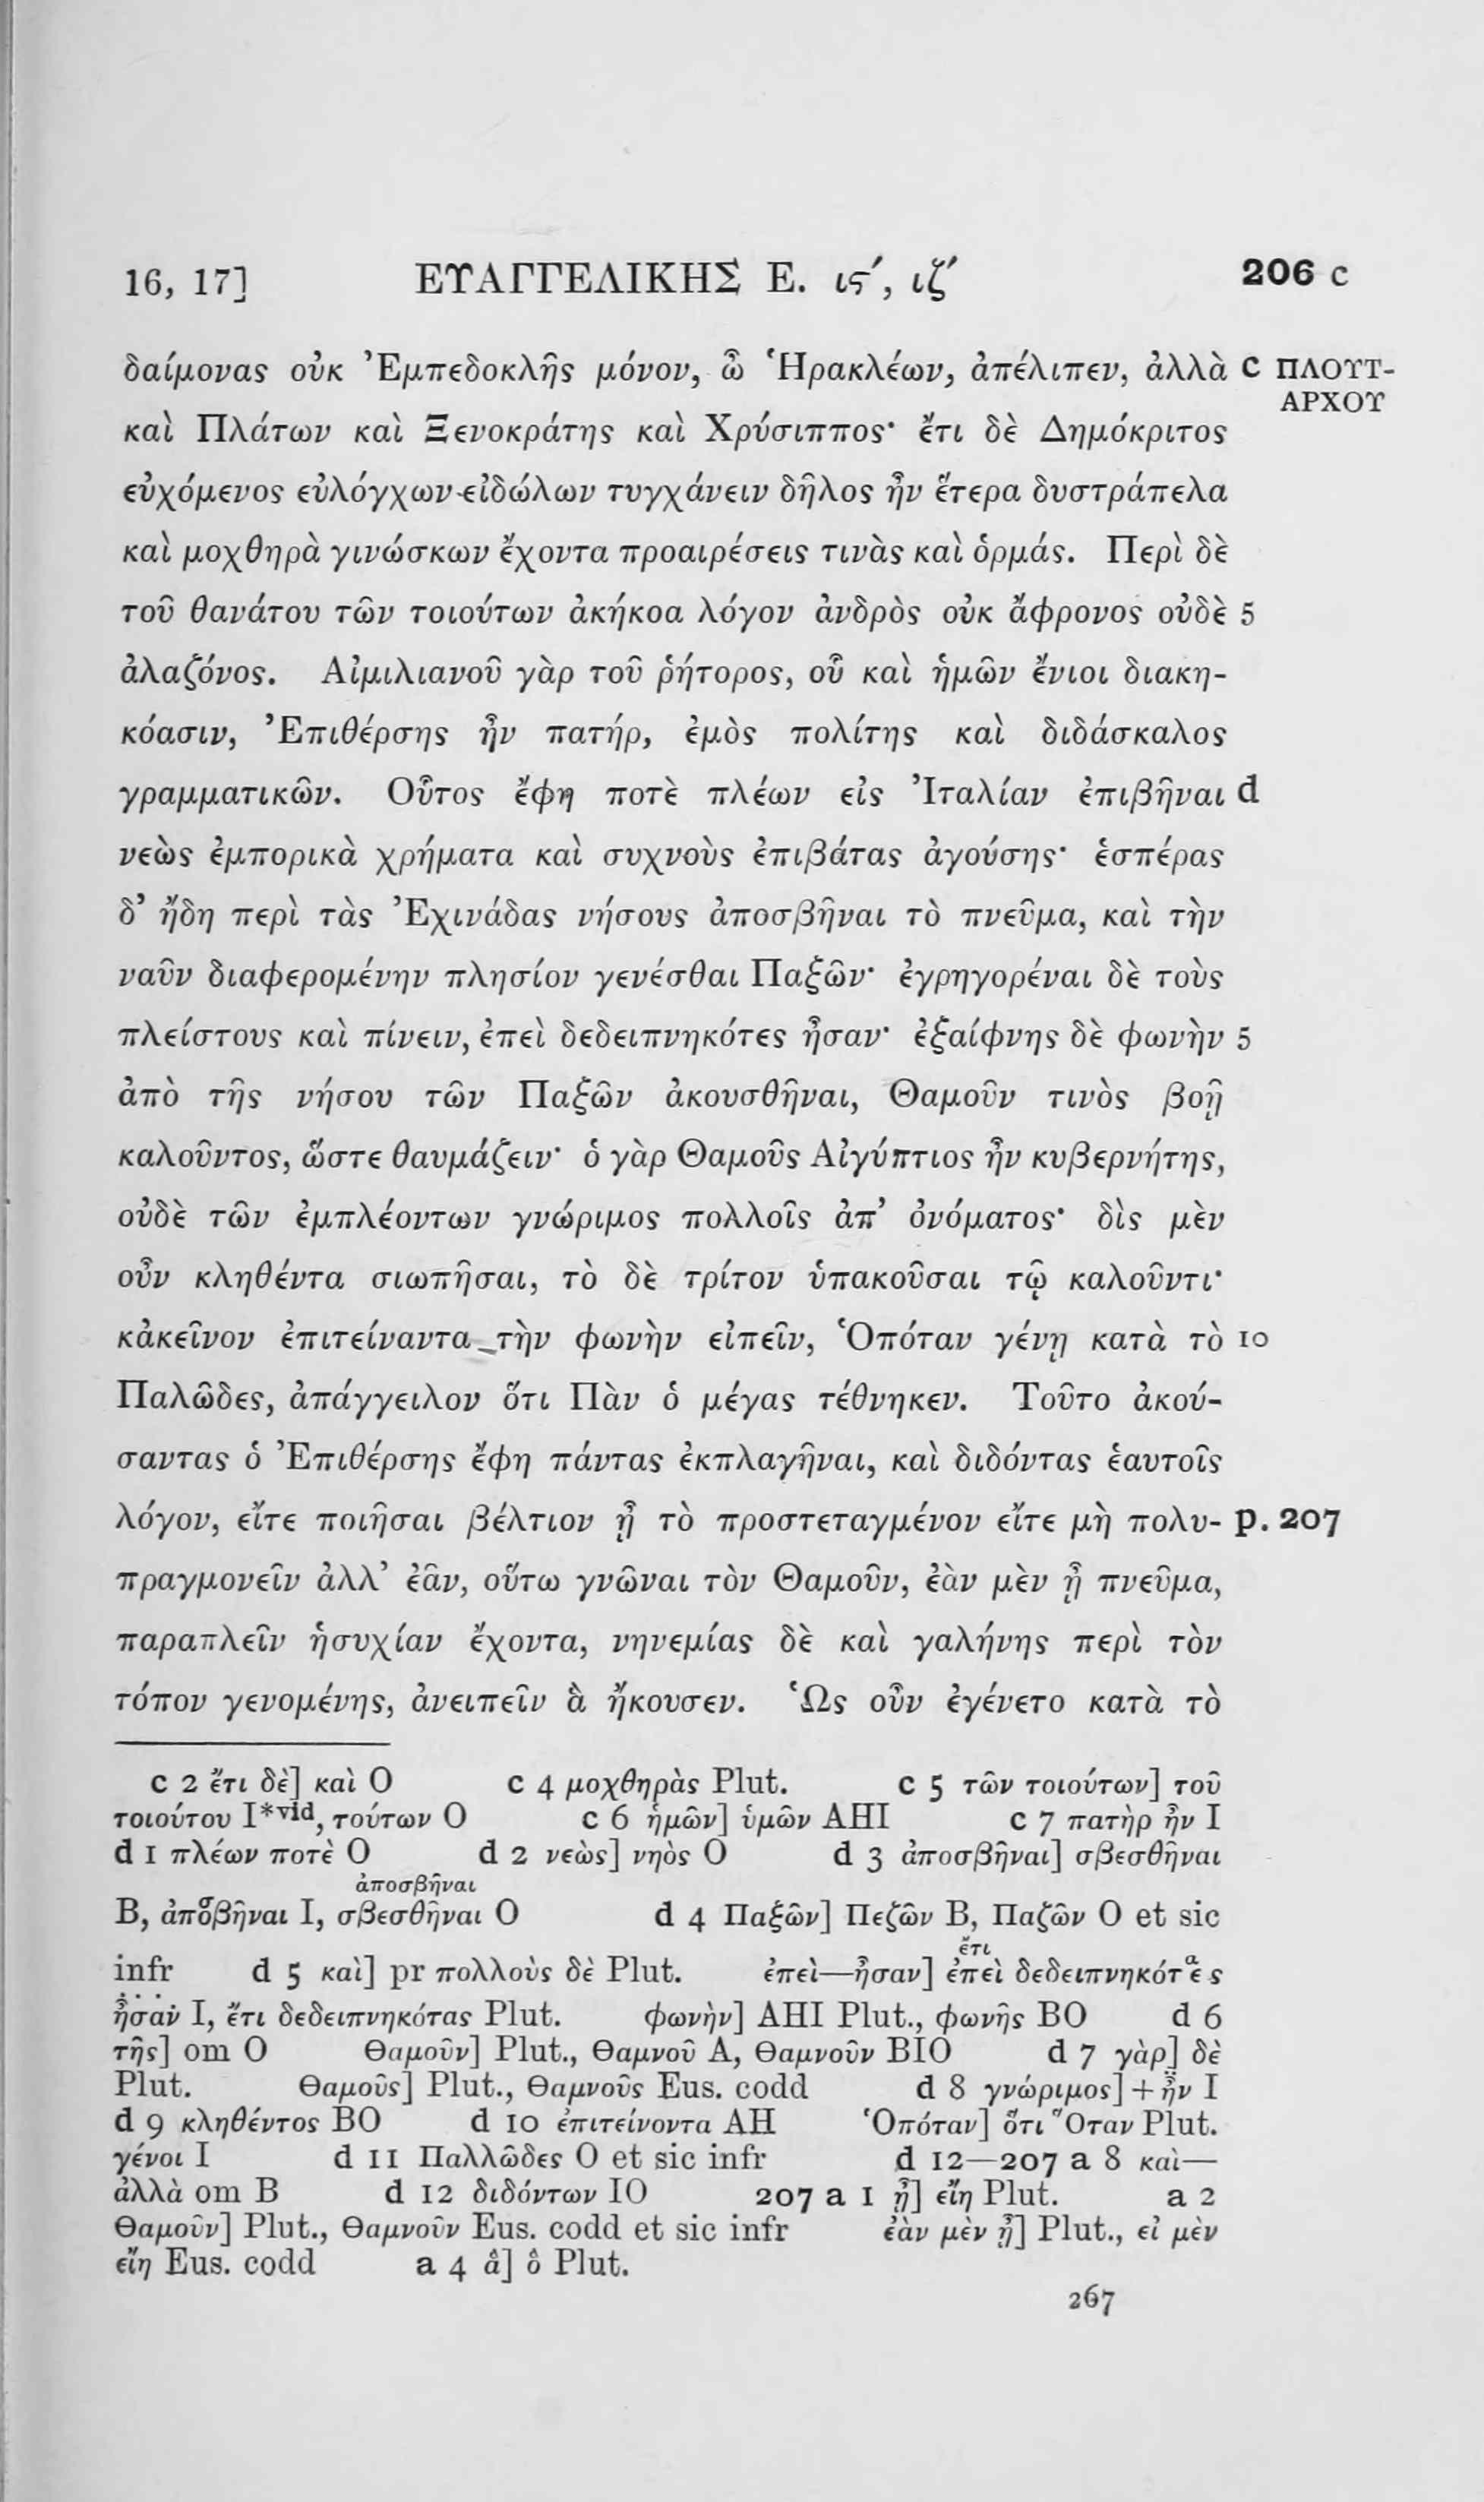 16, 17] ΕΥΑΓΓΕΛΙΚΗΣ Ε. ιϛʹ, ιζʹ 206 c
δαίμονας οὐκ Ἐμπεδοκλῆς μόνον, ὦ Ἡρακλέων, ἀπέλιπεν, ἀλλὰ c ΠΛΟΥΤ-
ΑΡΧΟΥ
καὶ Πλάτων καὶ Ξενοκράτης καὶ Χρύσιππος· ἔτι δὲ Δημόκριτος
εὐχόμενος εὐλόγχων εἰδώλων τυγχάνειν δῆλος ἦν ἕτερα δυστράπελα
καὶ μοχθηρὰ γινώσκων ἔχοντα προαιρέσεις τινὰς καὶ ὁρμάς. Περὶ δὲ
τοῦ θανάτου τῶν τοιούτων ἀκήκοα λόγον ἀνδρὸς οὐκ ἄφρονος οὐδὲ 5
ἀλαζόνος. Αἰμιλιανοῦ γὰρ τοῦ ῥήτορος, οὗ καὶ ἡμῶν ἔνιοι διακη-
κόασιν, Ἐπιθέρσης ἦν πατήρ, ἐμὸς πολίτης καὶ διδάσκαλος
γραμματικῶν. Οὗτος ἔφη ποτὲ πλέων εἰς Ἰταλίαν ἐπιβῆναι d
νεὼς ἐμπορικὰ χρήματα καὶ συχνοὺς ἐπιβάτας ἀγούσης· ἑσπέρας
δ' ἤδη περὶ τὰς Ἐχινάδας νήσους ἀποσβῆναι τὸ πνεῦμα, καὶ τὴν
ναῦν διαφερομένην πλησίον γενέσθαι Παξῶν· ἐγρηγορέναι δὲ τοὺς
πλείστους καὶ πίνειν, ἐπεὶ δεδειπνηκότες ἦσαν· ἐξαίφνης δὲ φωνὴν 5
ἀπὸ τῆς νήσου τῶν Παξῶν ἀκουσθῆναι, Θαμοῦν τινὸς βοῇ
καλοῦντος, ὥστε θαυμάζειν· ὁ γὰρ Θαμοῦς Αἰγύπτιος ἦν κυβερνήτης,
οὐδὲ τῶν ἐμπλέοντων γνώριμος πολλοῖς ἀπ' ὀνόματος· δὶς μὲν
οὖν κληθέντα σιωπῆσαι, τὸ δὲ τρίτον ὑπακοῦσαι τῷ καλοῦντι·
κἀκεῖνον ἐπιτείναντα τὴν φωνὴν εἰπεῖν, Ὁπόταν γένῃ κατὰ τὸ 10
Παλῶδες, ἀπάγγειλον ὅτι Πὰν ὁ μέγας τέθνηκεν. Τοῦτο ἀκού-
σαντας ὁ Ἐπιθέρσης ἔφη πάντας ἐκπλαγῆναι, καὶ διδόντας ἑαυτοῖς
λόγον, εἴτε ποιῆσαι βέλτιον ᾖ τὸ προστεταγμένον εἴτε μὴ πολυ- p. 207
πραγμονεῖν ἀλλ' ἐᾶν, οὕτω γνῶναι τὸν Θαμοῦν, ἐὰν μὲν ᾖ πνεῦμα,
παραπλεῖν ἡσυχίαν ἔχοντα, νηνεμίας δὲ καὶ γαλήνης περὶ τὸν
τόπον γενομένης, ἀνειπεῖν ἃ ἤκουσεν. Ὡς οὖν ἐγένετο κατὰ τὸ
c 2 ἔτι δὲ] καὶ O c 4 μοχθηρὰς Plut. c 5 τῶν τοιούτων] τοῦ
τοιούτου I*vid, τούτων O c 6 ἡμῶν] ὑμῶν AHI c 7 πατὴρ ἦν I
d 1 πλέων ποτὲ O d 2 νεὼς] νηὸς O d 3 ἀποσβῆναι] σβεσθῆναι
ἀποσβῆναι
B, ἀποσβῆναι I, σβεσθῆναι O d 4 Παξῶν] Πεζῶν B, Παζῶν O et sic
ἔτι
infr d 5 καὶ] pr πολλοὺς δὲ Plut. ἐπεὶ—ἦσαν] ἐπεὶ δεδειπνηκόταες
ἦσαν I, ἔτι δεδειπνηκότας Plut. φωνὴν] AHI Plut., φωνῆς BO d 6
τῆς] om O Θαμοῦν] Plut., Θαμνοῦ A, Θαμνοῦν BIO d 7 γὰρ] δὲ
Plut. Θαμοῦς] Plut., Θαμνοῦς Eus. codd d 8 γνώριμος] + ἦν I
d 9 κληθέντος BO d 10 ἐπιτείνοντα AH Ὁπόταν] ὅτι Ὅταν Plut.
γένοι I d 11 Παλλῶδες O et sic infr d 12—207 a 8 καὶ—
ἀλλὰ om B d 12 διδόντων IO 207 a 1 ᾖ] εἴη Plut. a 2
Θαμοῦν] Plut., Θαμνοῦν Eus. codd et sic infr ἐὰν μὲν ᾖ] Plut., εἰ μὲν
εἴη Eus. codd a 4 ἃ] ὃ Plut.
267